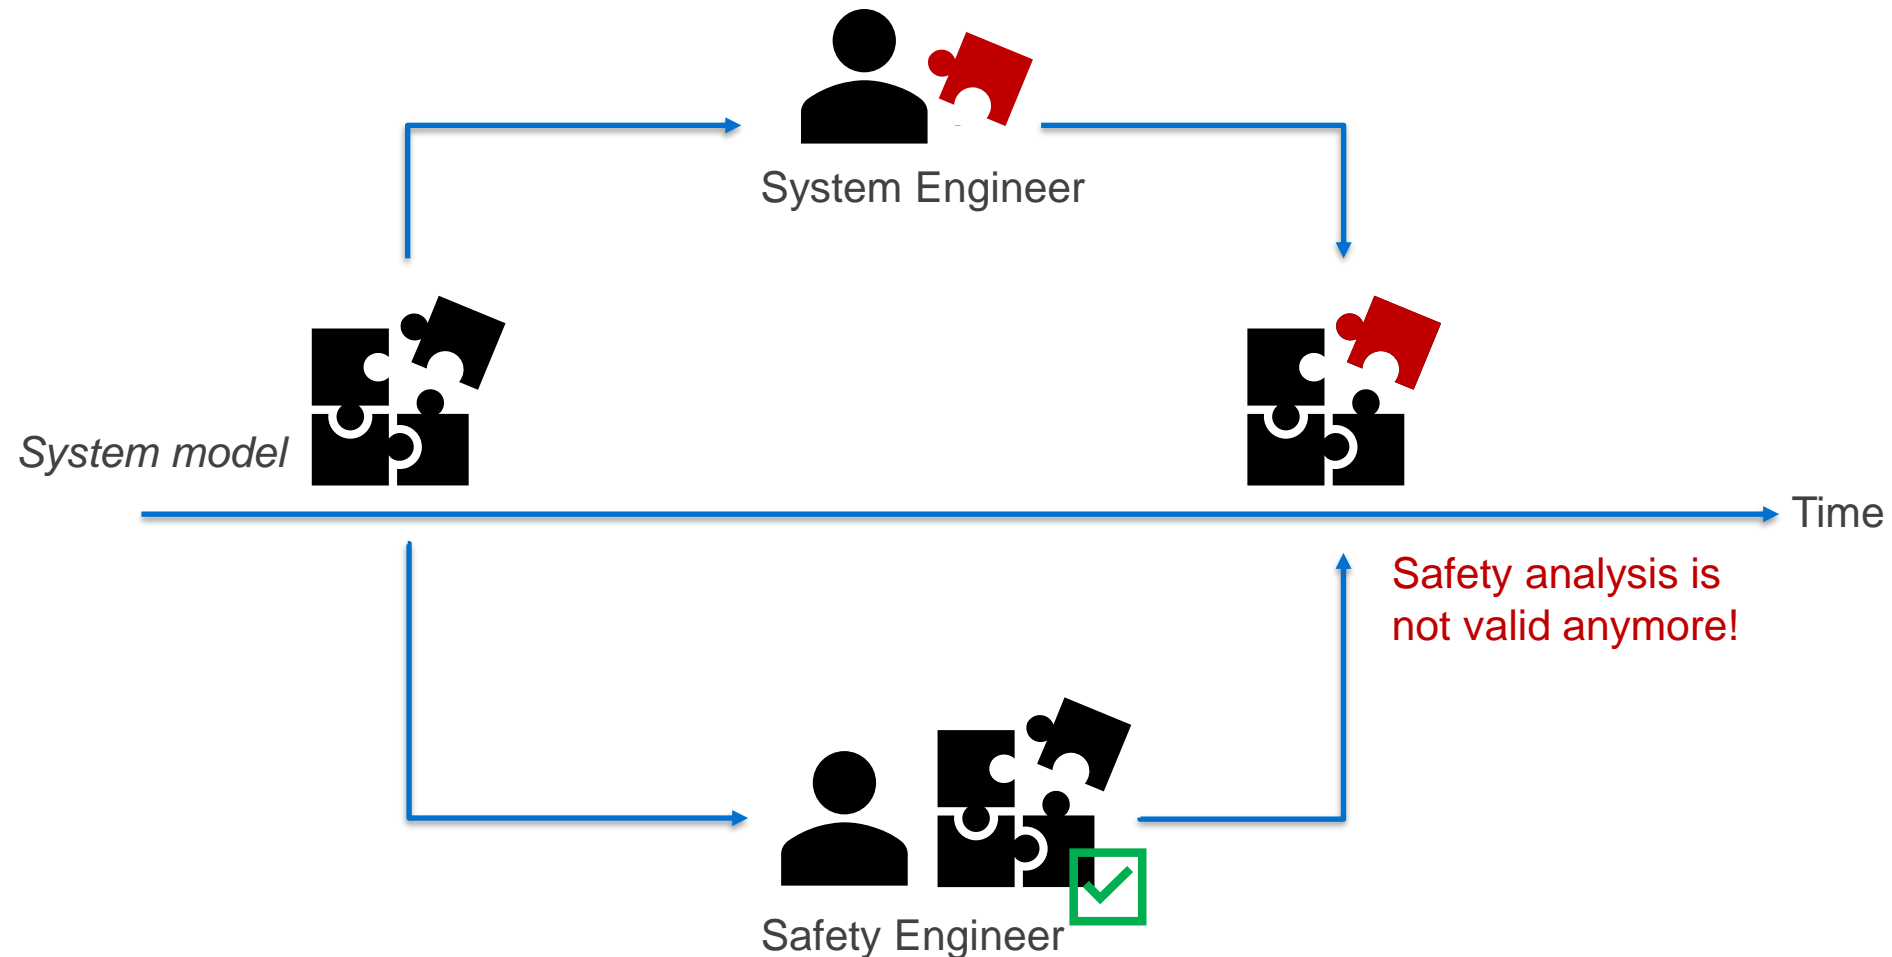 System Engineer
System model
Time
Safety analysis is
not valid anymore!
Safety Engineer